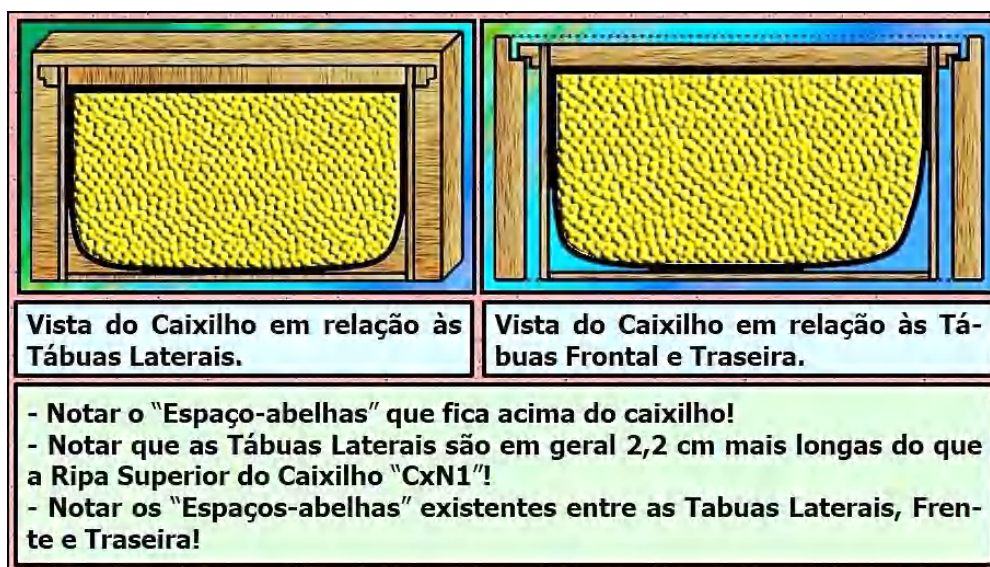 Vista do Caixilho em relação às
Tábuas Laterais.
Vista do Caixilho em relação às Tá-
buas Frontal e Traseira.
- Notar o “Espaço-abelhas” que fica acima do caixilho!
- Notar que as Tábuas Laterais são em geral 2,2 cm mais longas do que
a Ripa Superior do Caixilho “CxN1”!
- Notar os “Espaços-abelhas” existentes entre as Tabuas Laterais, Fren-
te e Traseira!